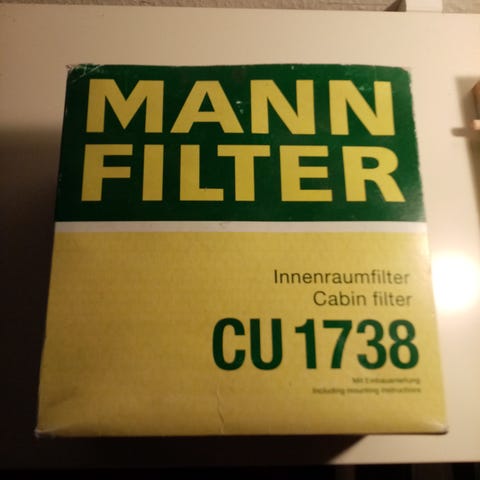 MANN
FILTER
Innenraumfilter
Cabin filter
CU 1738
Mit Einbauanleitung
Including mounting instructions